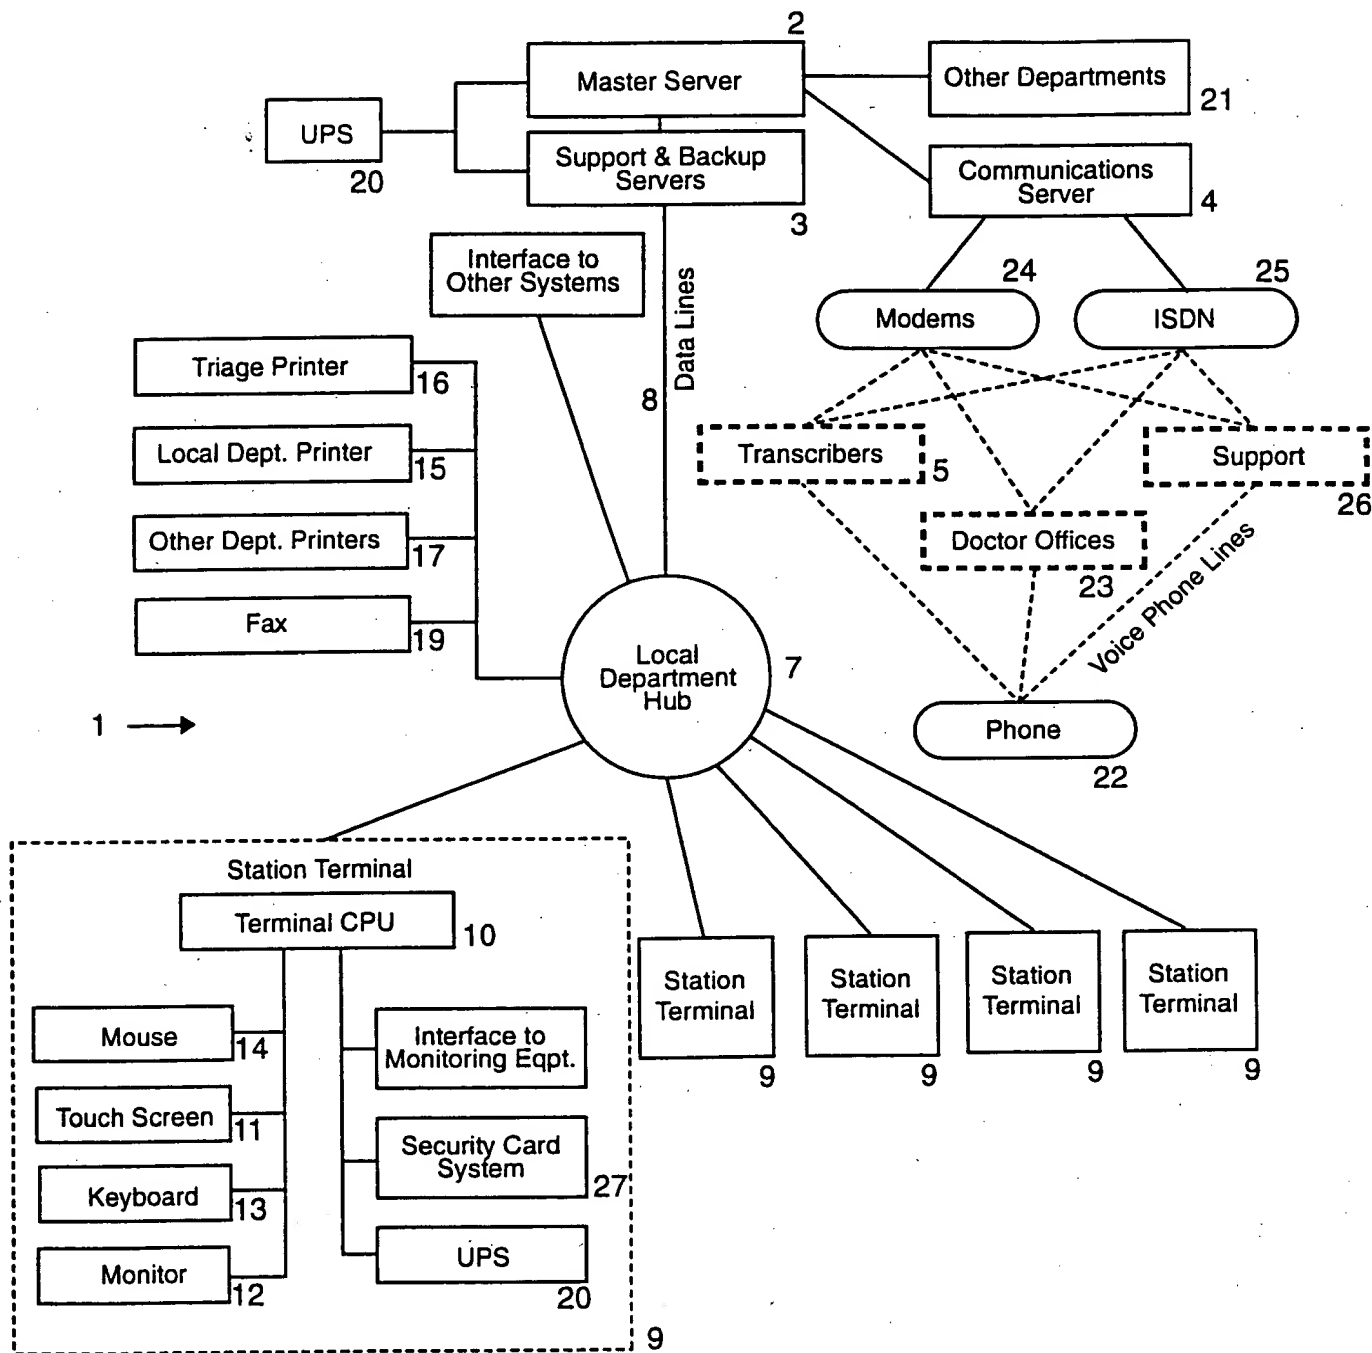 2
Master Server
Other Departments
21
UPS
20
Support & Backup
Servers
3
Communications
Server
4
Interface to
Other Systems
24
25
Modems
ISDN
Data Lines
8
Triage Printer
16
Local Dept. Printer
15
Other Dept. Printers
17
Fax
19
Transcribers
5
Support
26
Doctor Offices
23
Voice Phone Lines
Phone
22
Local
Department
Hub
7
1
Station Terminal
Terminal CPU
10
Mouse
14
Touch Screen
11
Keyboard
13
Monitor
12
Interface to
Monitoring Eqpt.
Security Card
System
27
UPS
20
9
Station
Terminal
9
Station
Terminal
9
Station
Terminal
9
Station
Terminal
9